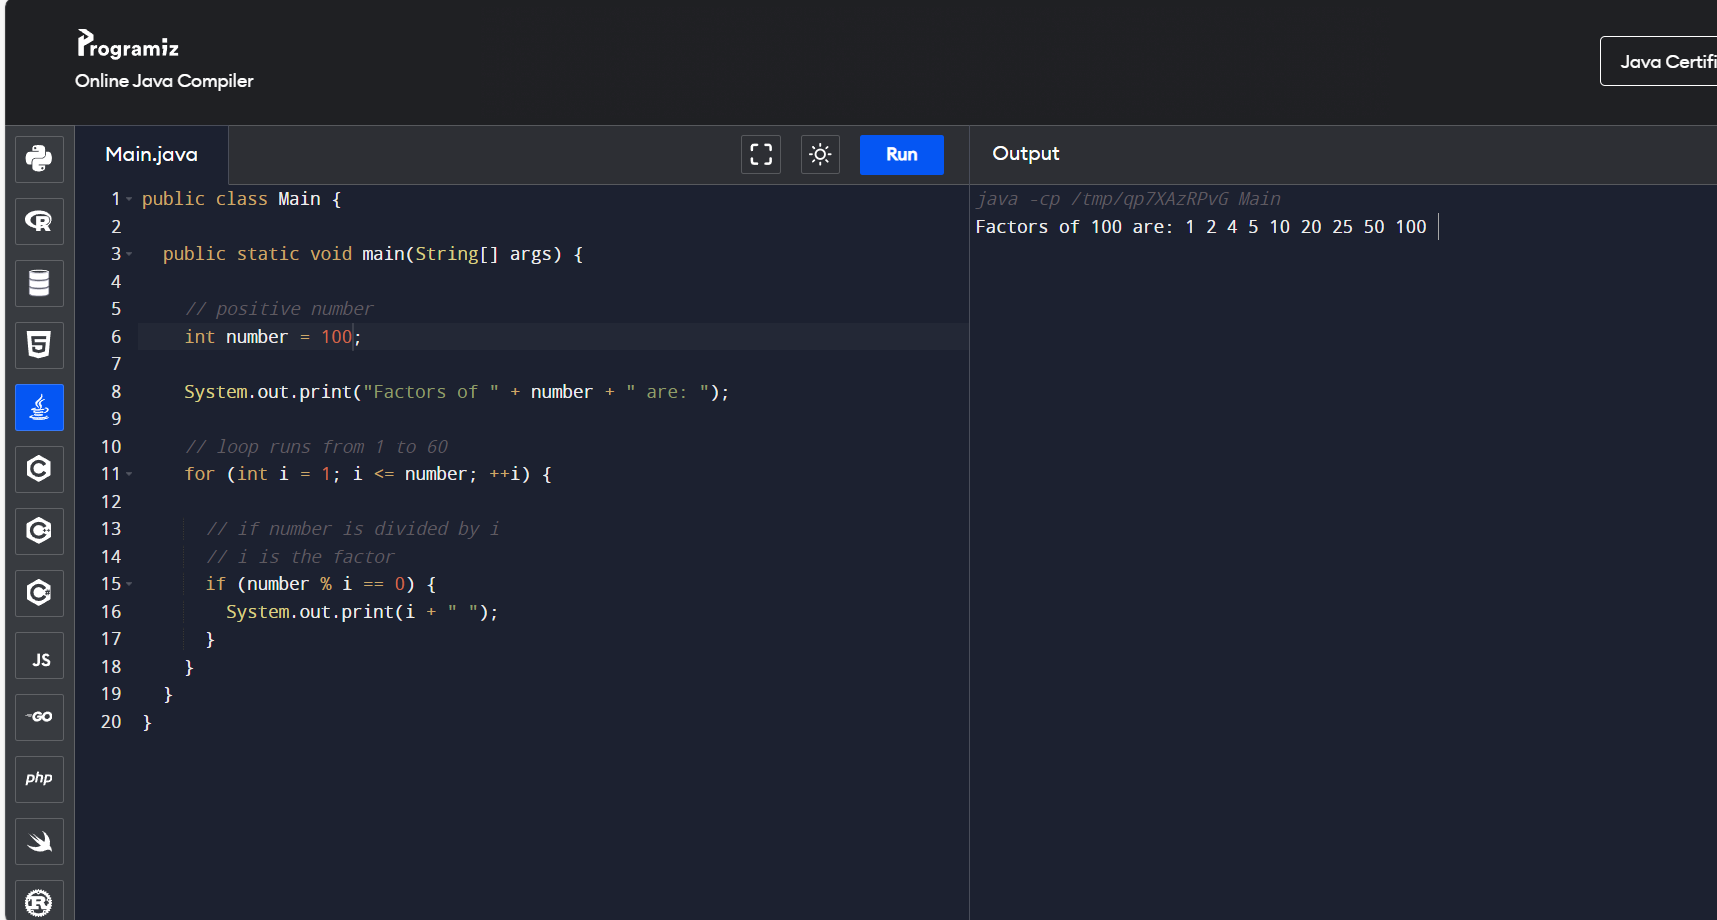 Programiz
Online Java Compiler
Java Certifi
Main.java
Run
Output
1 public class Main {
2
3 public static void main(String[] args) {
4
5 // positive number
6 int number = 100;
7
8 System.out.print("Factors of " + number + " are: ");
9
10 // loop runs from 1 to 60
11 for (int i = 1; i <= number; ++i) {
12
13 // if number is divided by i
14 // i is the factor
15 if (number % i == 0) {
16 System.out.print(i + " ");
17 }
18 }
19 }
20 }
java -cp /tmp/qp7XAzRPvG Main
Factors of 100 are: 1 2 4 5 10 20 25 50 100
R
5
C
C++
C#
JS
GO
php
R